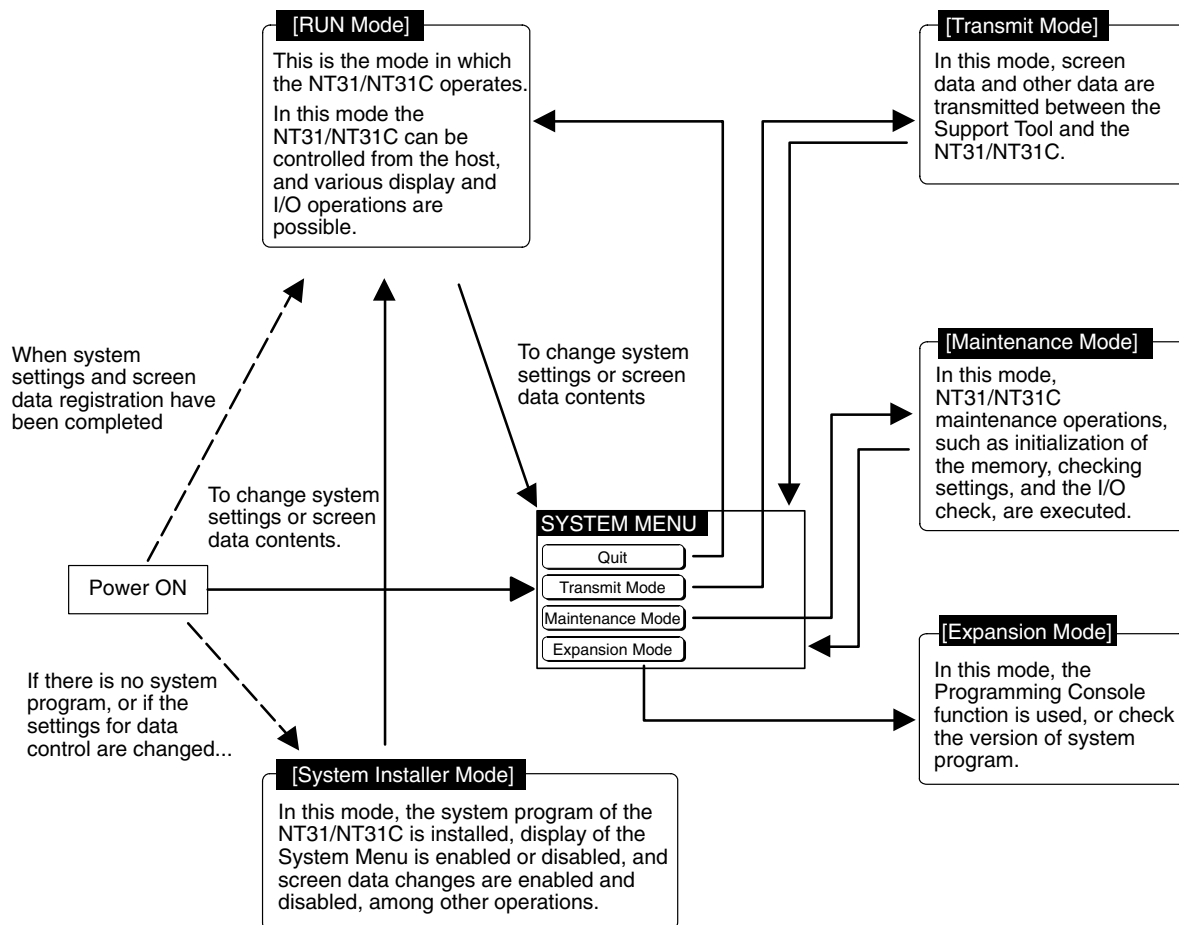 [RUN Mode]
This is the mode in which
the NT31/NT31C operates.
In this mode the
NT31/NT31C can be
controlled from the host,
and various display and
I/O operations are
possible.
[Transmit Mode]
In this mode, screen
data and other data are
transmitted between the
Support Tool and the
NT31/NT31C.
When system
settings and screen
data registration have
been completed
To change system
settings or screen
data contents
[Maintenance Mode]
In this mode,
NT31/NT31C
maintenance operations,
such as initialization of
the memory, checking
settings, and the I/O
check, are executed.
To change system
settings or screen
data contents.
SYSTEM MENU
Quit
Transmit Mode
Maintenance Mode
Expansion Mode
Power ON
[Expansion Mode]
In this mode, the
Programming Console
function is used, or check
the version of system
program.
If there is no system
program, or if the
settings for data
control are changed...
[System Installer Mode]
In this mode, the system program of the
NT31/NT31C is installed, display of the
System Menu is enabled or disabled, and
screen data changes are enabled and
disabled, among other operations.